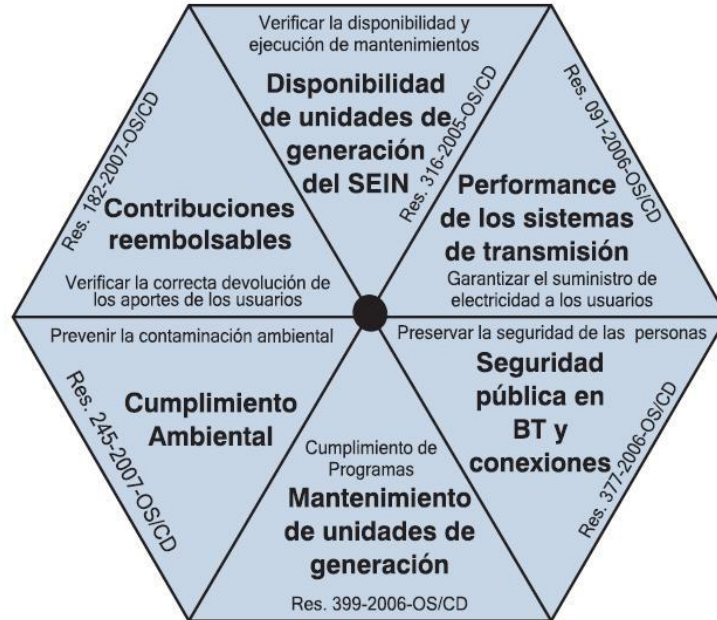 Verificar la disponibilidad y
ejecución de mantenimientos
Disponibilidad
de unidades de
generación
del SEIN
Res. 316-2005-OS/CD
Res. 091-2006-OS/CD
Performance
de los sistemas
de transmisión
Garantizar el suministro de
electricidad a los usuarios
Preservar la seguridad de las personas
Seguridad
pública en
BT y
conexiones
Res. 377-2006-OS/CD
Cumplimiento de
Programas
Mantenimiento
de unidades de
generación
Res. 399-2006-OS/CD
Prevenir la contaminación ambiental
Cumplimiento
Ambiental
Res. 245-2007-OS/CD
Res. 182-2007-OS/CD
Contribuciones
reembolsables
Verificar la correcta devolución de
los aportes de los usuarios